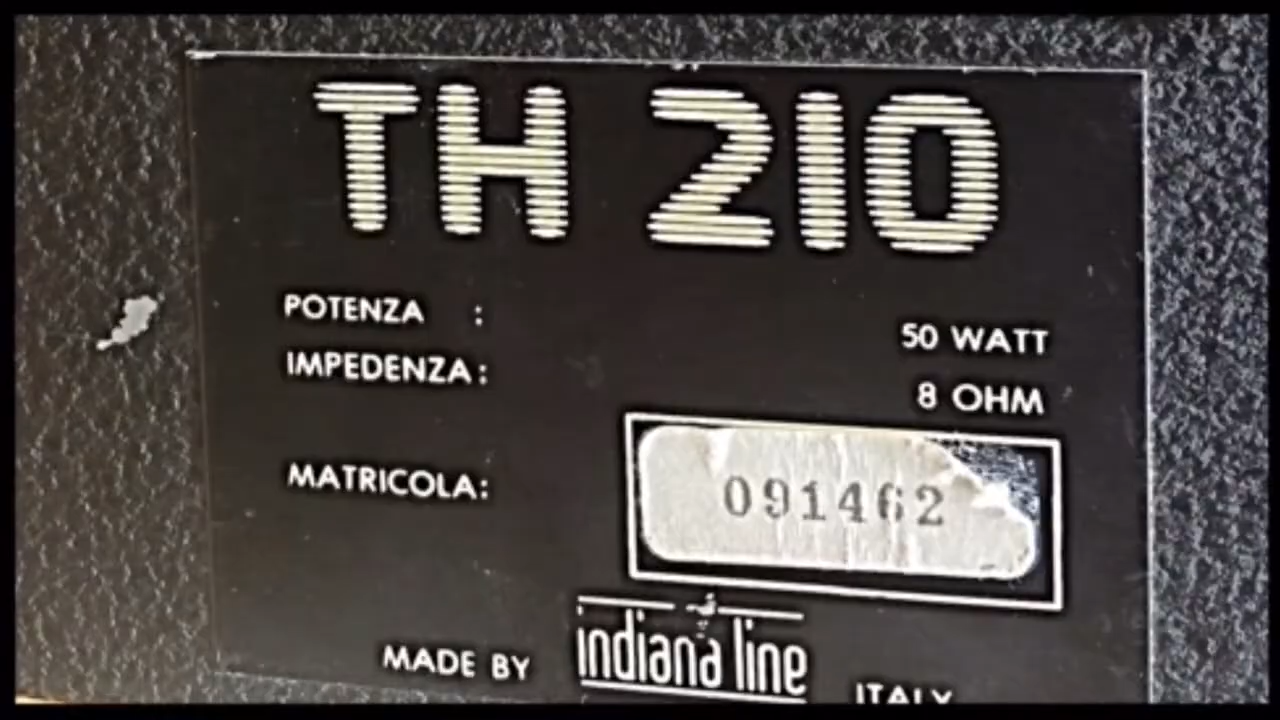 TH 210
POTENZA : 50 WATT
IMPEDENZA: 8 OHM
MATRICOLA: 091462
MADE BY indiana line ITALY